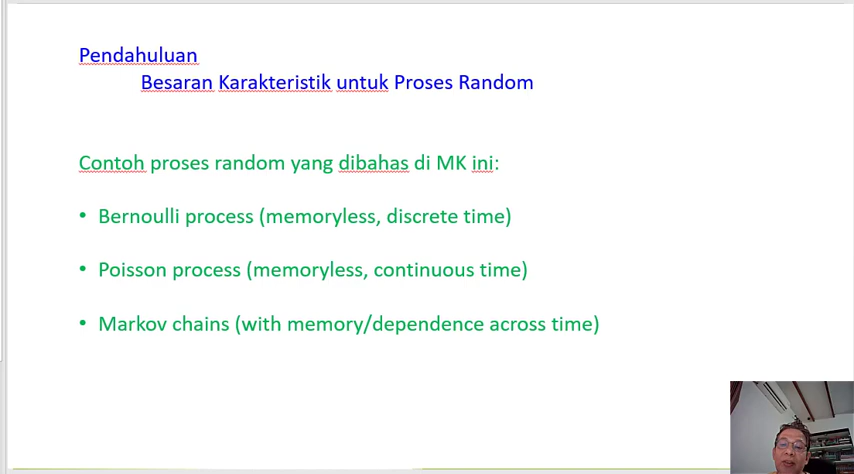 Pendahuluan
Besaran Karakteristik untuk Proses Random
Contoh proses random yang dibahas di MK ini:
• Bernoulli process (memoryless, discrete time)
• Poisson process (memoryless, continuous time)
• Markov chains (with memory/dependence across time)